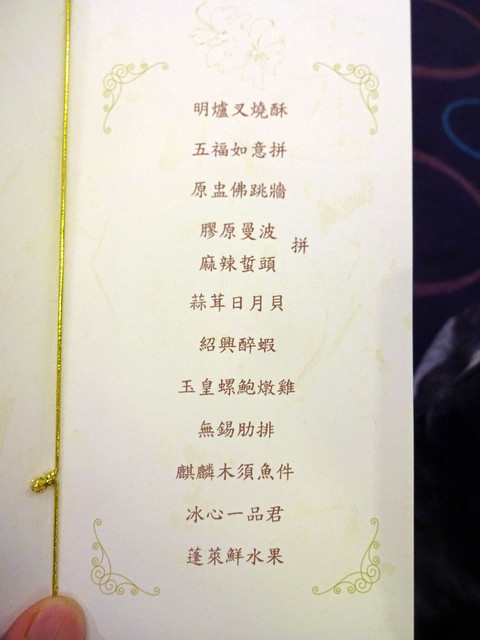 明爐叉燒酥
五福如意拼
原盅佛跳牆
膠原曼波
拼
麻辣蜇頭
蒜茸日月貝
紹興醉蝦
玉皇螺鮑燉雞
無錫肋排
麒麟木須魚件
冰心一品君
蓬萊鮮水果